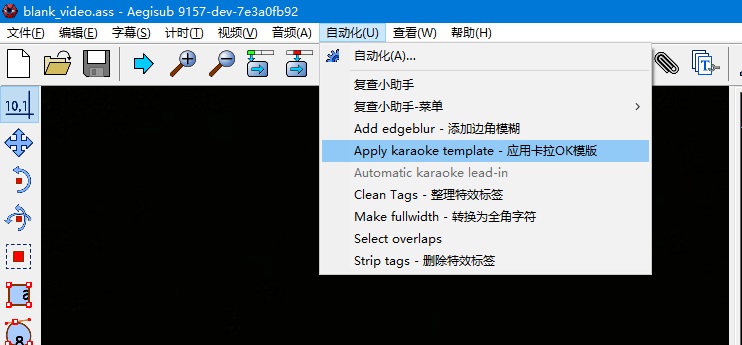 blank_video.ass - Aegisub 9157-dev-7e3a0fb92
文件(F) 编辑(E) 字幕(S) 计时(T) 视频(V) 音频(A) 自动化(U) 查看(W) 帮助(H)
自动化(A)...
复查小助手
复查小助手-菜单
Add edgeblur - 添加边角模糊
Apply karaoke template - 应用卡拉OK模版
Automatic karaoke lead-in
Clean Tags - 整理特效标签
Make fullwidth - 转换为全角字符
Select overlaps
Strip tags - 删除特效标签
10,1
a
8
T